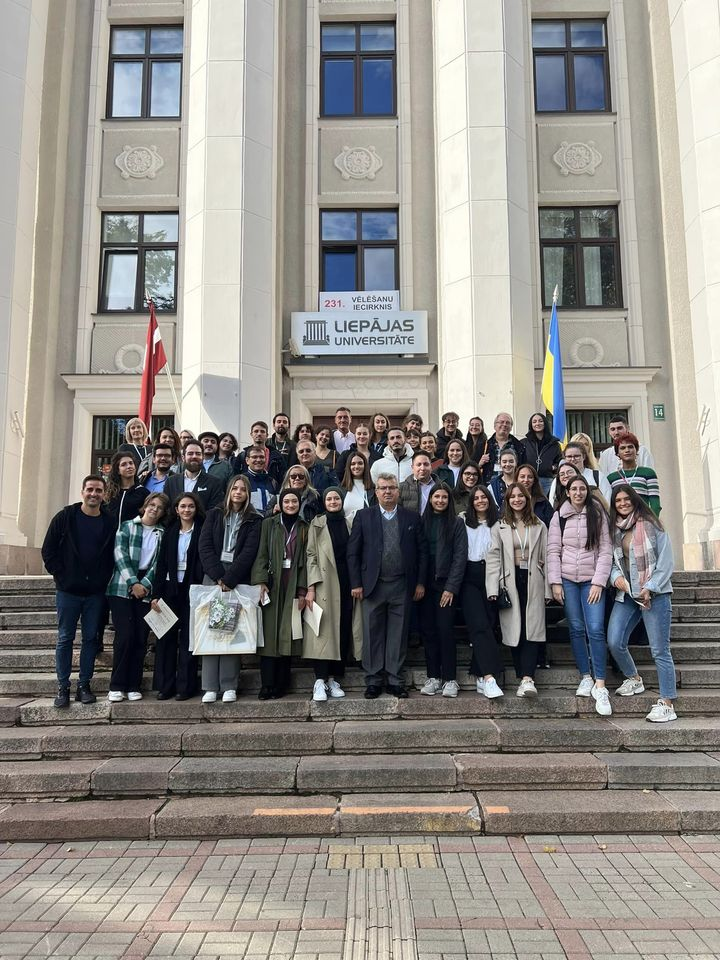 231. VĒLĒŠANU
IECIRKNIS
LIEPĀJAS
UNIVERSITĀTE
14